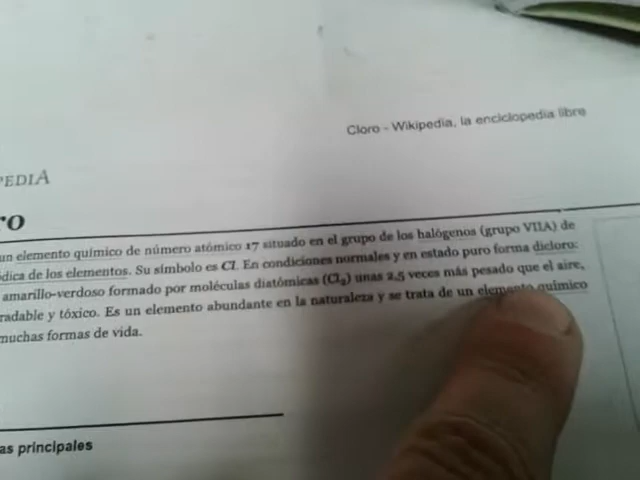 Cloro - Wikipedia, la enciclopedia libre
PEDIA
ro
un elemento químico de número atómico 17 situado en el grupo de los halógenos (grupo VIIA) de
ódica de los elementos. Su símbolo es Cl. En condiciones normales y en estado puro forma dicloro:
amarillo-verdoso formado por moléculas diatómicas (Cl₂) unas 2,5 veces más pesado que el aire,
radable y tóxico. Es un elemento abundante en la naturaleza y se trata de un elemento químico
muchas formas de vida.
as principales